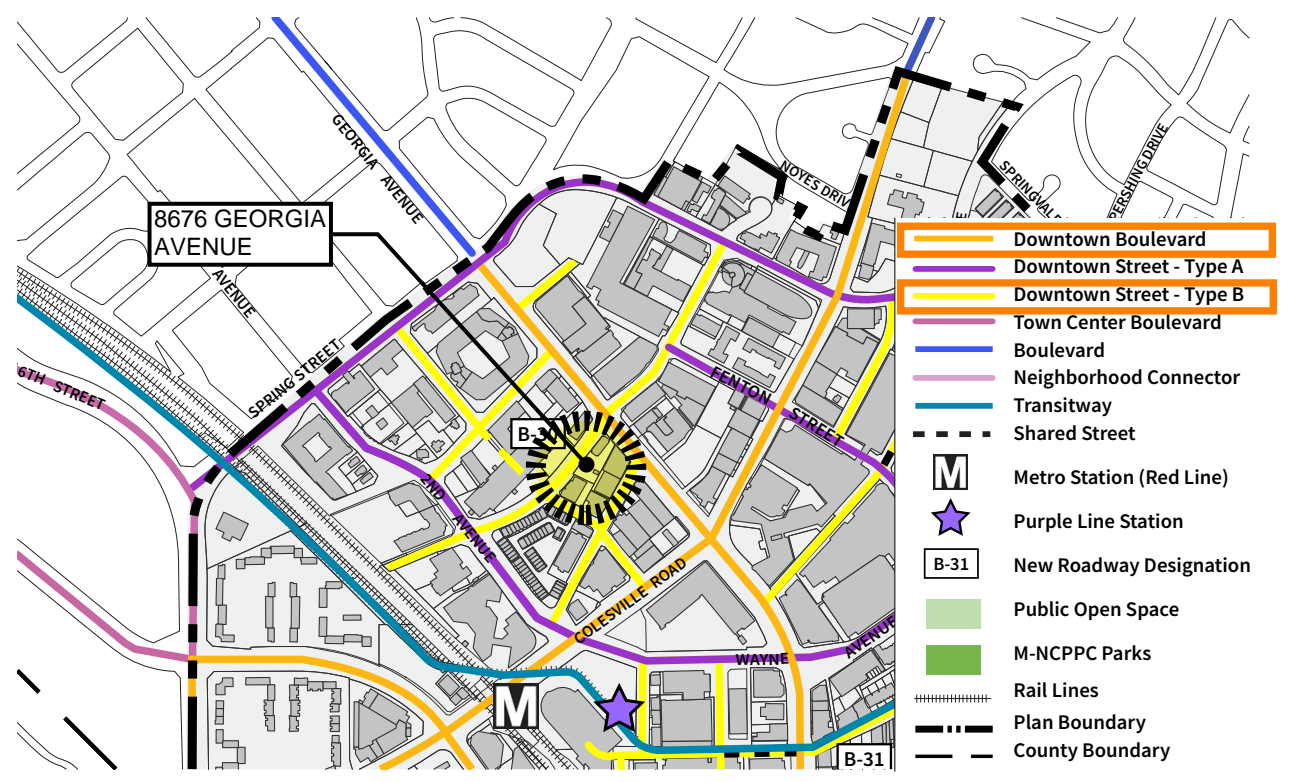 GEORGIA AVENUE
NOYES DRIV
PERSHING DRIVE
SPRINGVALE
8676 GEORGIA
AVENUE
AVENUE
SPRING STREET
6TH STREET
FENTON STREET
B-30
2ND AVENUE
COLESVILLE ROAD
WAYNE AVENUE
M
B-31
Downtown Boulevard
Downtown Street - Type A
Downtown Street - Type B
Town Center Boulevard
Boulevard
Neighborhood Connector
Transitway
Shared Street
M Metro Station (Red Line)
Purple Line Station
B-31 New Roadway Designation
Public Open Space
M-NCPPC Parks
Rail Lines
Plan Boundary
County Boundary